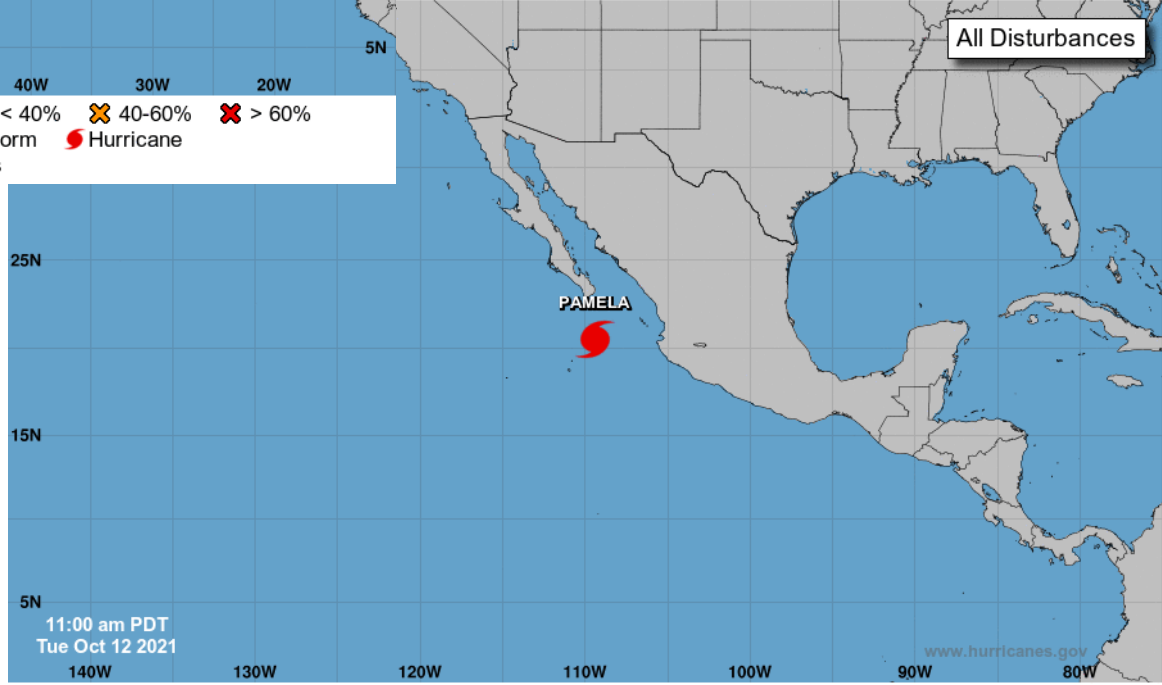 All Disturbances
5N
40W 30W 20W
< 40% 40-60% > 60%
orm Hurricane
25N
PAMELA
15N
5N
11:00 am PDT
Tue Oct 12 2021
www.hurricanes.gov
140W 130W 120W 110W 100W 90W 80W